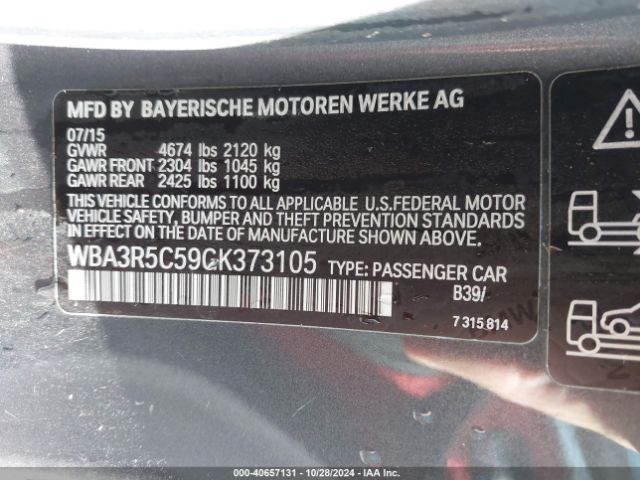 MFD BY BAYERISCHE MOTOREN WERKE AG
07/15
GVWR 4674 lbs 2120 kg
GAWR FRONT 2304 lbs 1045 kg
GAWR REAR 2425 lbs 1100 kg
THIS VEHICLE CONFORMS TO ALL APPLICABLE U.S.FEDERAL MOTOR
VEHICLE SAFETY, BUMPER AND THEFT PREVENTION STANDARDS
IN EFFECT ON THE DATE OF MANUFACTURE SHOWN ABOVE.
WBA3R5C59GK373105 TYPE: PASSENGER CAR
B39/
7 315 814
000-40657131 - 10/28/2024 - IAAI.COM